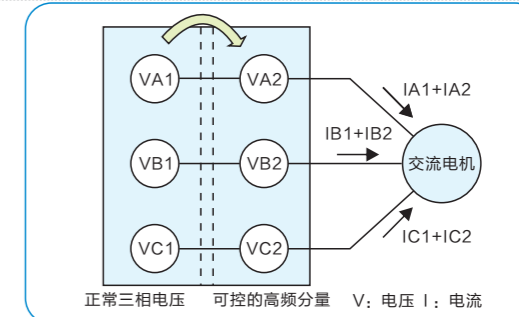 VA1 VA2 IA1+IA2
IB1+IB2
VB1 VB2 交流电机
IC1+IC2
VC1 VC2
正常三相电压 可控的高频分量 V：电压 I：电流